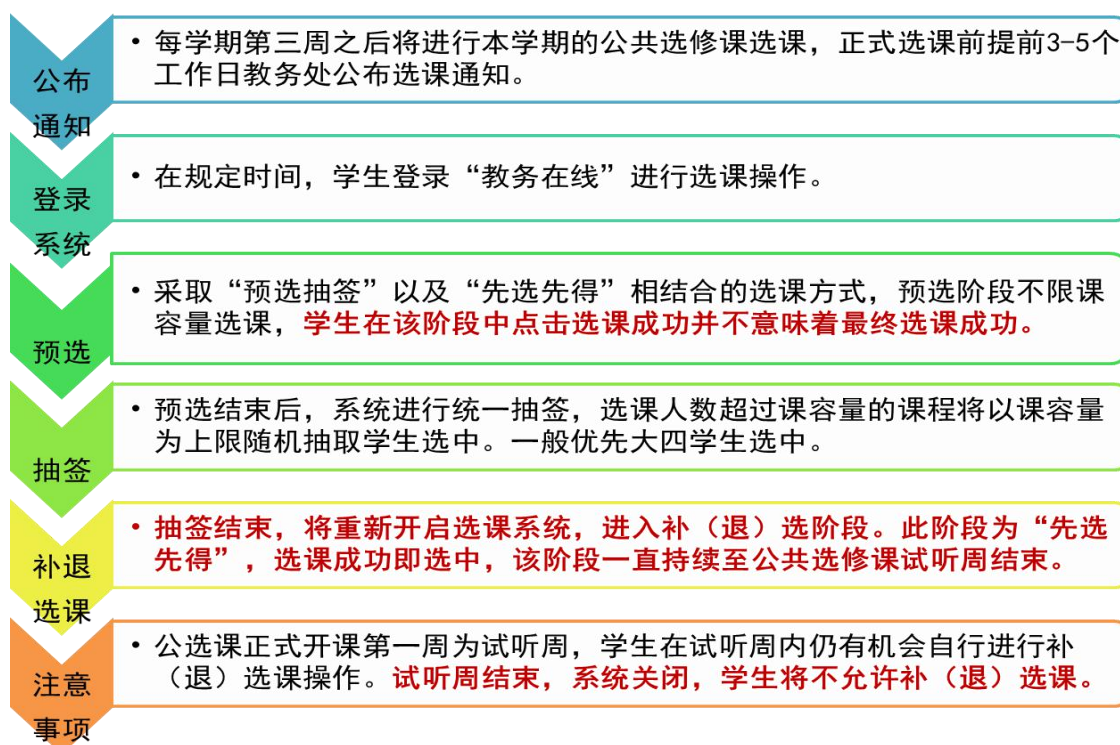 公布
通知
• 每学期第三周之后将进行本学期的公共选修课选课，正式选课前提前3-5个
工作日教务处公布选课通知。
登录
系统
• 在规定时间，学生登录“教务在线”进行选课操作。
预选
• 采取“预选抽签”以及“先选先得”相结合的选课方式，预选阶段不限课
容量选课，学生在该阶段中点击选课成功并不意味着最终选课成功。
抽签
• 预选结束后，系统进行统一抽签，选课人数超过课容量的课程将以课容量
为上限随机抽取学生选中。一般优先大四学生选中。
补退
选课
• 抽签结束，将重新开启选课系统，进入补（退）选阶段。此阶段为“先选
先得”，选课成功即选中，该阶段一直持续至公共选修课试听周结束。
注意
事项
• 公选课正式开课第一周为试听周，学生在试听周内仍有机会自行进行补
（退）选课操作。试听周结束，系统关闭，学生将不允许补（退）选课。